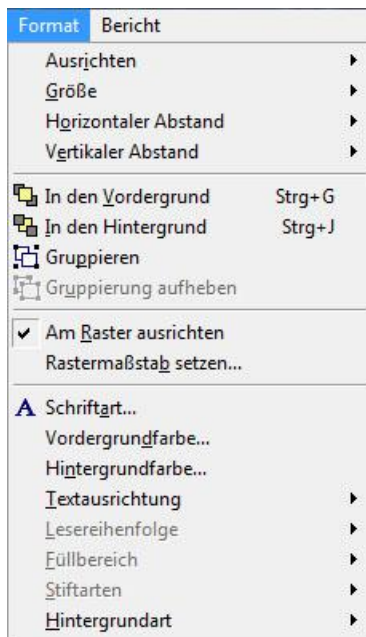 Format Bericht
Ausrichten
Größe
Horizontaler Abstand
Vertikaler Abstand
In den Vordergrund Strg+G
In den Hintergrund Strg+J
Gruppieren
Gruppierung aufheben
Am Raster ausrichten
Rastermaßstab setzen...
A Schriftart...
Vordergrundfarbe...
Hintergrundfarbe...
Textausrichtung
Lesereihenfolge
Füllbereich
Stiftarten
Hintergrundart